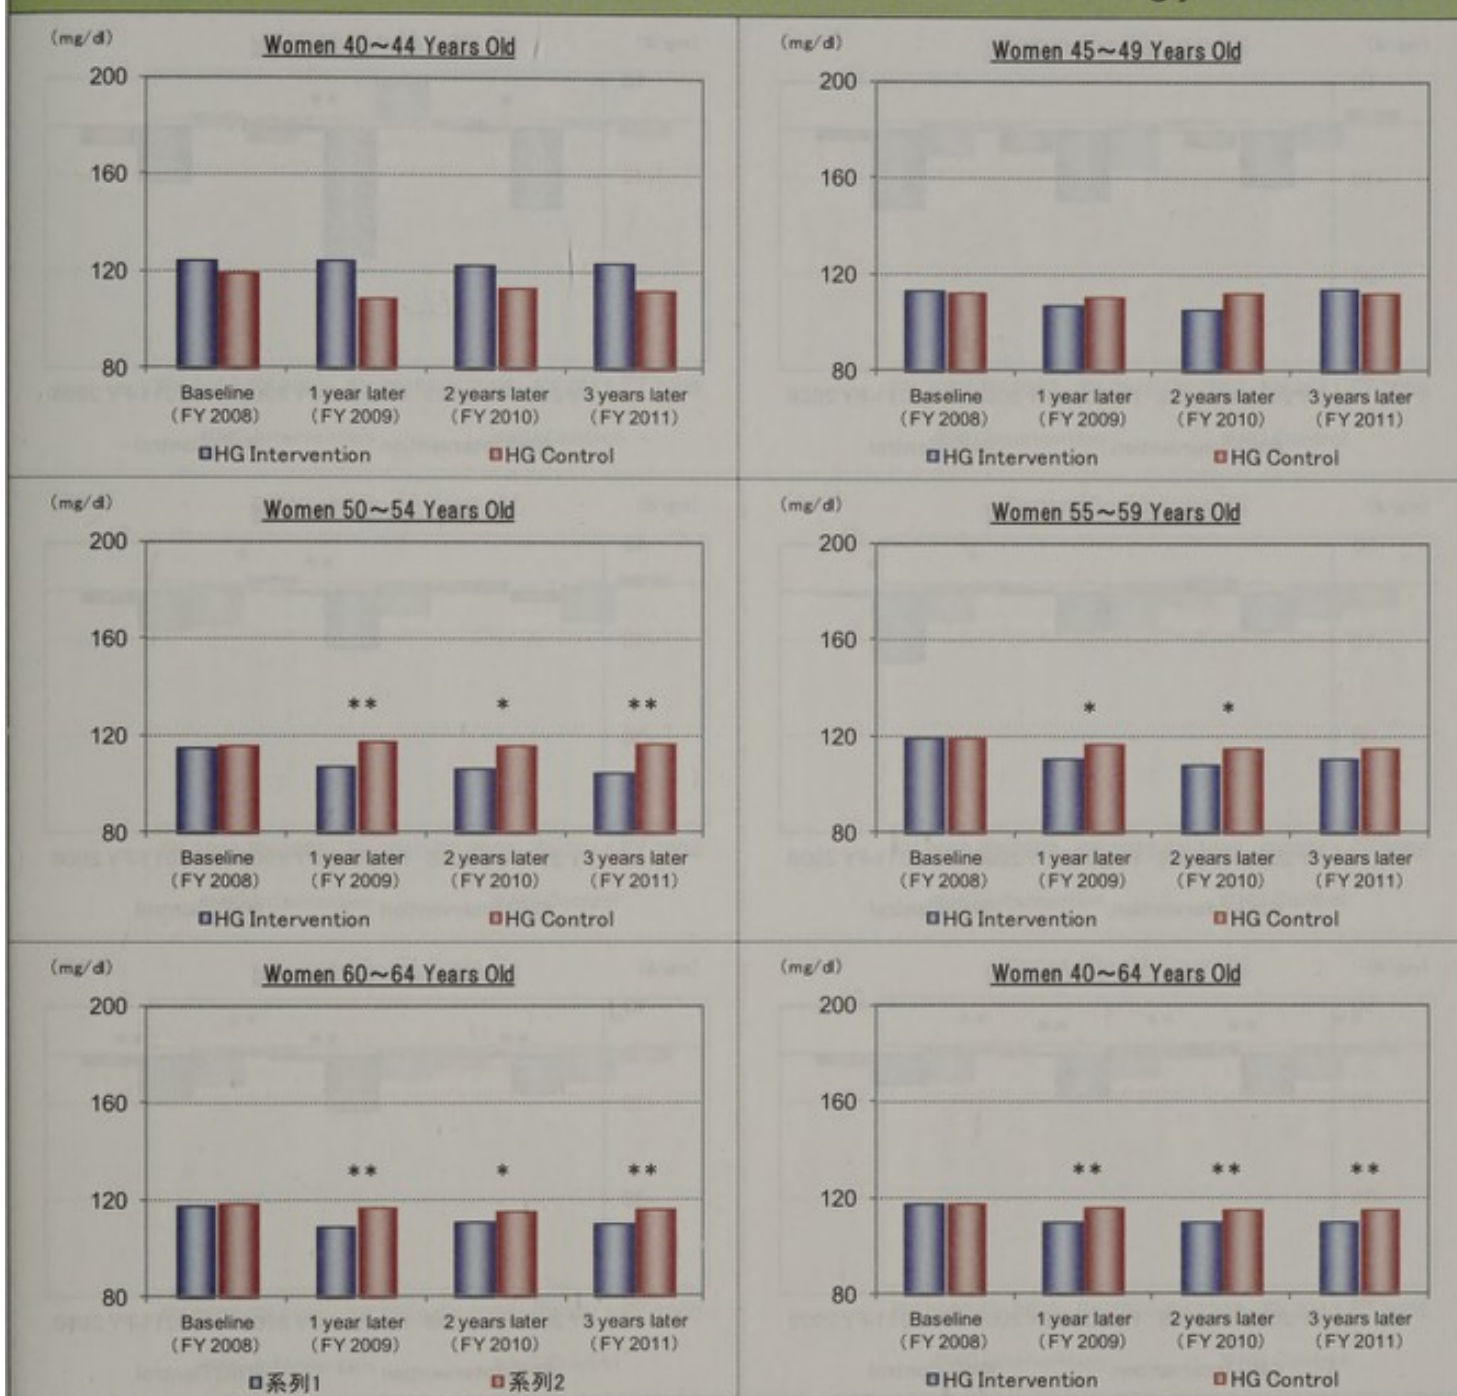 (mg/dl)
Women 40～44 Years Old
200
160
120
80
Baseline 1 year later 2 years later 3 years later
(FY 2008) (FY 2009) (FY 2010) (FY 2011)
HG Intervention HG Control
(mg/dl)
Women 45～49 Years Old
200
160
120
80
Baseline 1 year later 2 years later 3 years later
(FY 2008) (FY 2009) (FY 2010) (FY 2011)
HG Intervention HG Control
(mg/dl)
Women 50～54 Years Old
200
160
** * **
120
80
Baseline 1 year later 2 years later 3 years later
(FY 2008) (FY 2009) (FY 2010) (FY 2011)
HG Intervention HG Control
(mg/dl)
Women 55～59 Years Old
200
160
* *
120
80
Baseline 1 year later 2 years later 3 years later
(FY 2008) (FY 2009) (FY 2010) (FY 2011)
HG Intervention HG Control
(mg/dl)
Women 60～64 Years Old
200
160
** * **
120
80
Baseline 1 year later 2 years later 3 years later
(FY 2008) (FY 2009) (FY 2010) (FY 2011)
系列1 系列2
(mg/dl)
Women 40～64 Years Old
200
160
** ** **
120
80
Baseline 1 year later 2 years later 3 years later
(FY 2008) (FY 2009) (FY 2010) (FY 2011)
HG Intervention HG Control